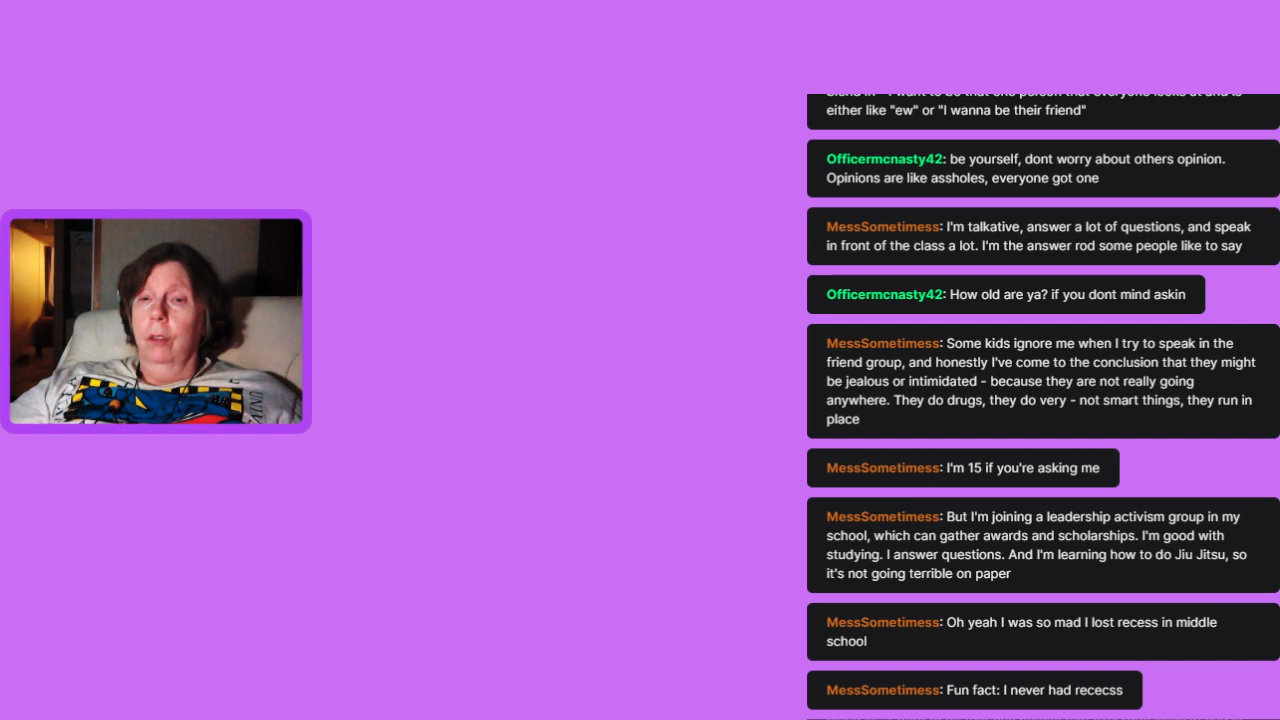 either like "ew" or "I wanna be their friend"
Officermcnasty42: be yourself, dont worry about others opinion.
Opinions are like assholes, everyone got one
MessSometimess: I'm talkative, answer a lot of questions, and speak
in front of the class a lot. I'm the answer rod some people like to say
Officermcnasty42: How old are ya? if you dont mind askin
MessSometimess: Some kids ignore me when I try to speak in the
friend group, and honestly I've come to the conclusion that they might
be jealous or intimidated - because they are not really going
anywhere. They do drugs, they do very - not smart things, they run in
place
MessSometimess: I'm 15 if you're asking me
MessSometimess: But I'm joining a leadership activism group in my
school, which can gather awards and scholarships. I'm good with
studying. I answer questions. And I'm learning how to do Jiu Jitsu, so
it's not going terrible on paper
MessSometimess: Oh yeah I was so mad I lost recess in middle
school
MessSometimess: Fun fact: I never had rececss